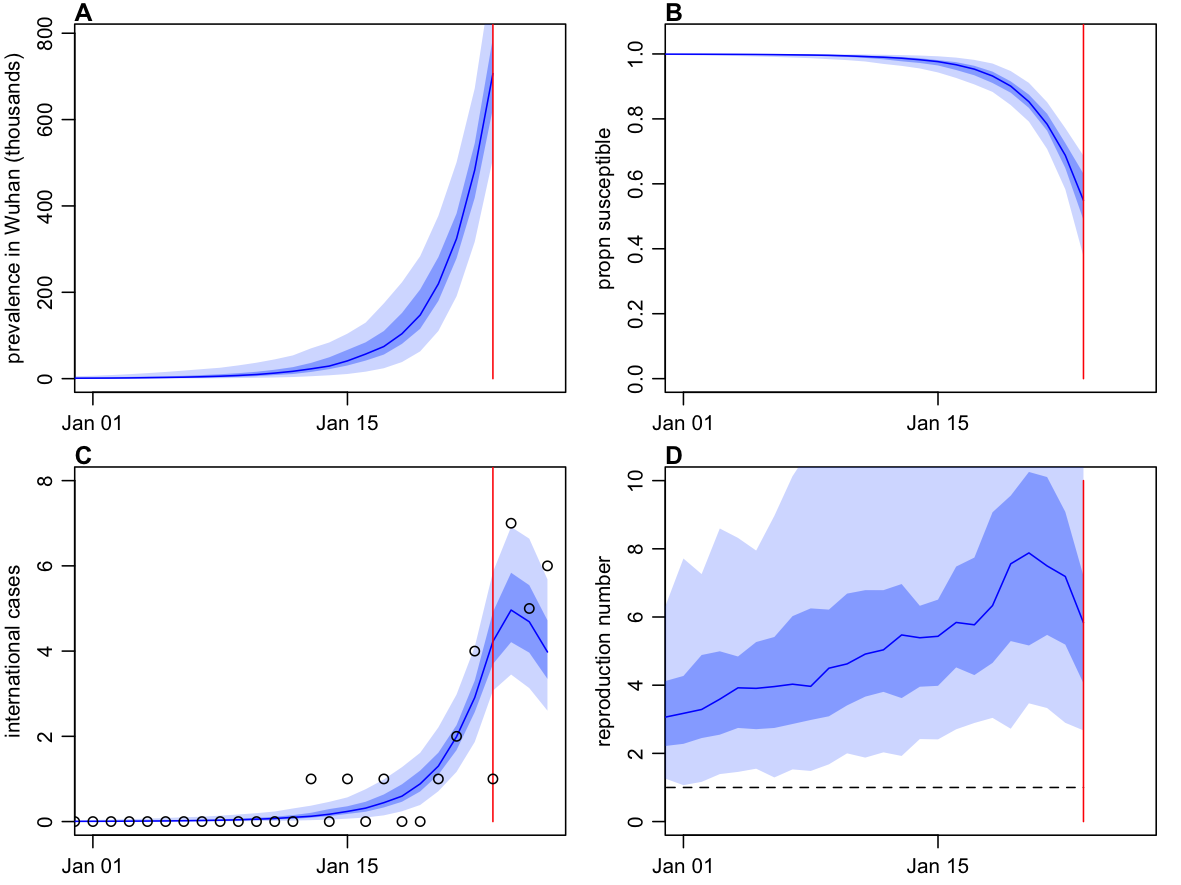 A
prevalence in Wuhan (thousands)
800
600
400
200
0
Jan 01
Jan 15
B
propn susceptible
1.0
0.8
0.6
0.4
0.2
0.0
Jan 01
Jan 15
C
international cases
8
6
4
2
0
Jan 01
Jan 15
D
reproduction number
10
8
6
4
2
0
Jan 01
Jan 15